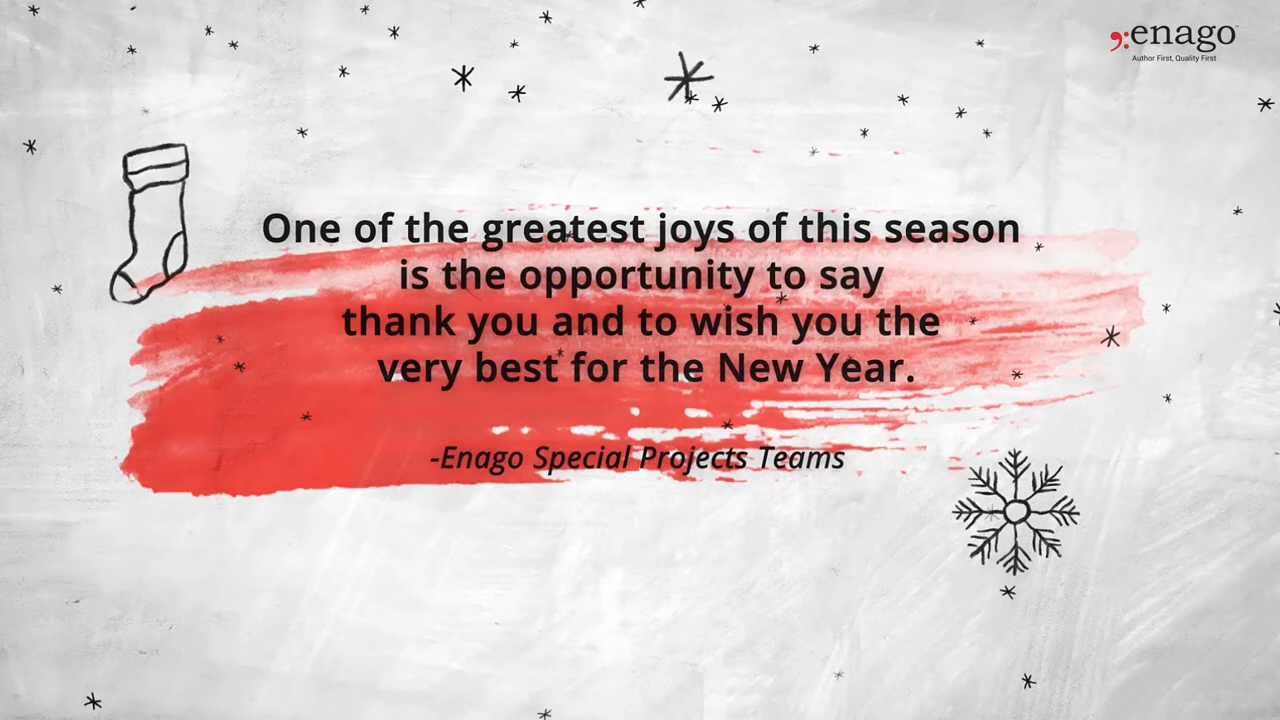 enago
Author First, Quality First
One of the greatest joys of this season
is the opportunity to say
thank you and to wish you the
very best for the New Year.
-Enago Special Projects Teams